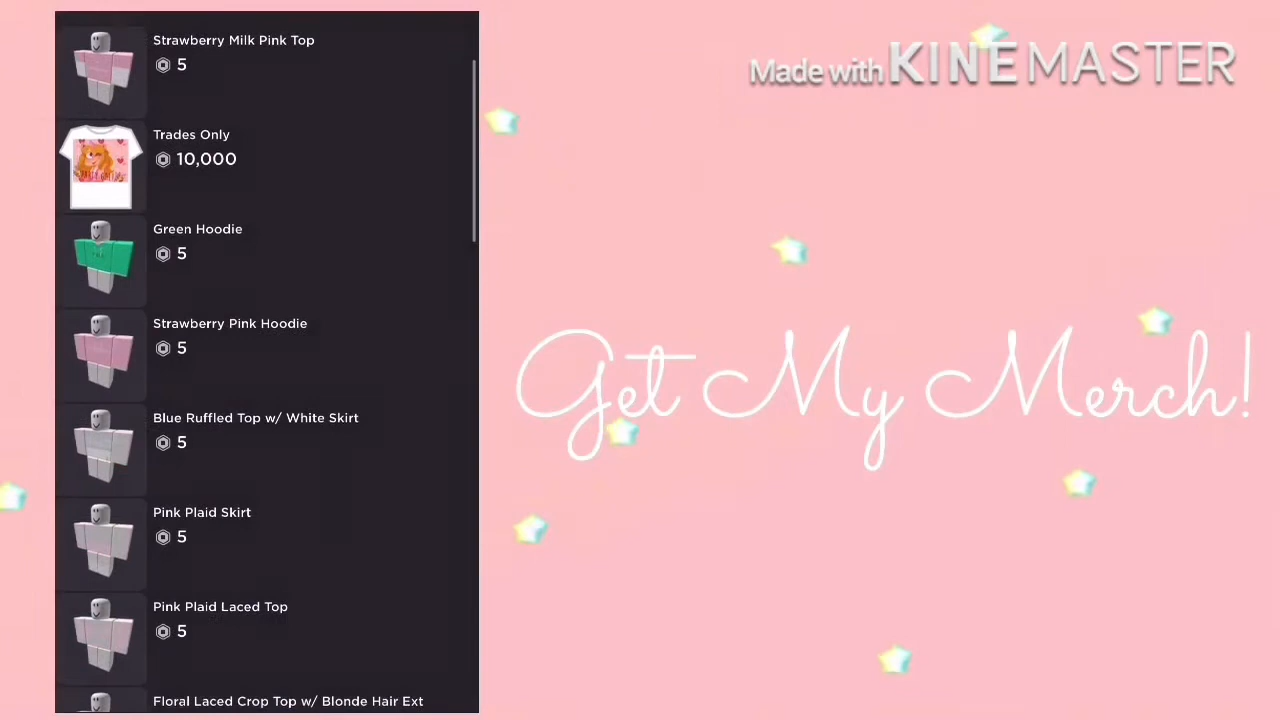 Strawberry Milk Pink Top
5
Trades Only
10,000
Green Hoodie
5
Strawberry Pink Hoodie
5
Blue Ruffled Top w/ White Skirt
5
Pink Plaid Skirt
5
Pink Plaid Laced Top
5
Floral Laced Crop Top w/ Blonde Hair Ext
Made with KINEMASTER
Get My Merch!